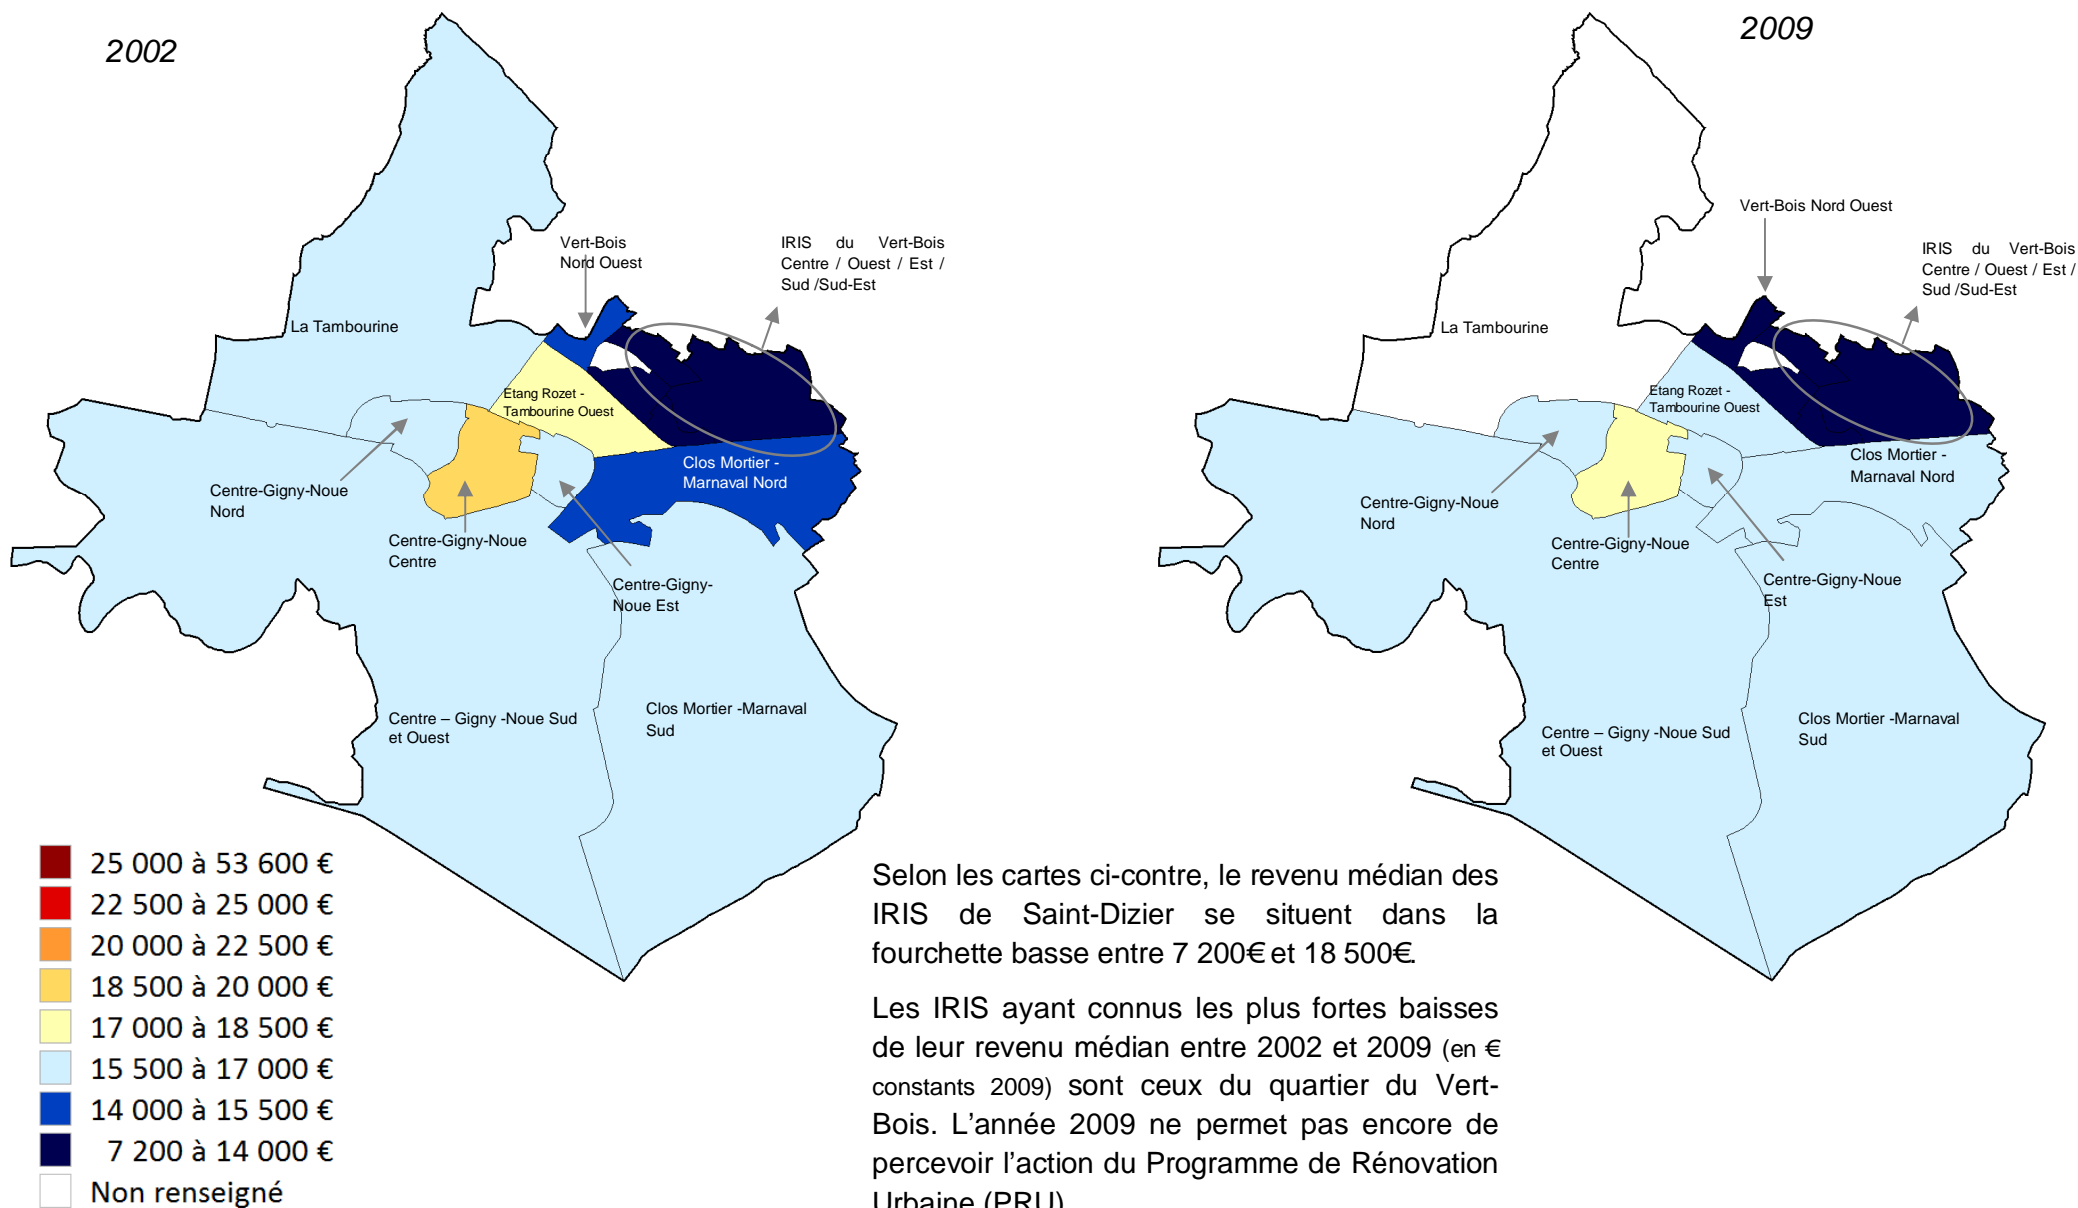 2002
Vert-Bois
Nord Ouest
IRIS du Vert-Bois
Centre / Ouest / Est /
Sud /Sud-Est
La Tambourine
Etang Rozet -
Tambourine Ouest
Clos Mortier -
Marnaval Nord
Centre-Gigny-Noue
Nord
Centre-Gigny-Noue
Centre
Centre-Gigny-
Noue Est
Centre – Gigny -Noue Sud
et Ouest
Clos Mortier -Marnaval
Sud
2009
Vert-Bois Nord Ouest
IRIS du Vert-Bois
Centre / Ouest / Est /
Sud /Sud-Est
La Tambourine
Etang Rozet -
Tambourine Ouest
Clos Mortier -
Marnaval Nord
Centre-Gigny-Noue
Nord
Centre-Gigny-Noue
Centre
Centre-Gigny-Noue
Est
Centre – Gigny -Noue Sud
et Ouest
Clos Mortier -Marnaval
Sud
25 000 à 53 600 €
22 500 à 25 000 €
20 000 à 22 500 €
18 500 à 20 000 €
17 000 à 18 500 €
15 500 à 17 000 €
14 000 à 15 500 €
7 200 à 14 000 €
Non renseigné
Selon les cartes ci-contre, le revenu médian des
IRIS de Saint-Dizier se situent dans la
fourchette basse entre 7 200€ et 18 500€.
Les IRIS ayant connus les plus fortes baisses
de leur revenu médian entre 2002 et 2009 (en €
constants 2009) sont ceux du quartier du Vert-
Bois. L'année 2009 ne permet pas encore de
percevoir l'action du Programme de Rénovation
Urbaine (PRU)